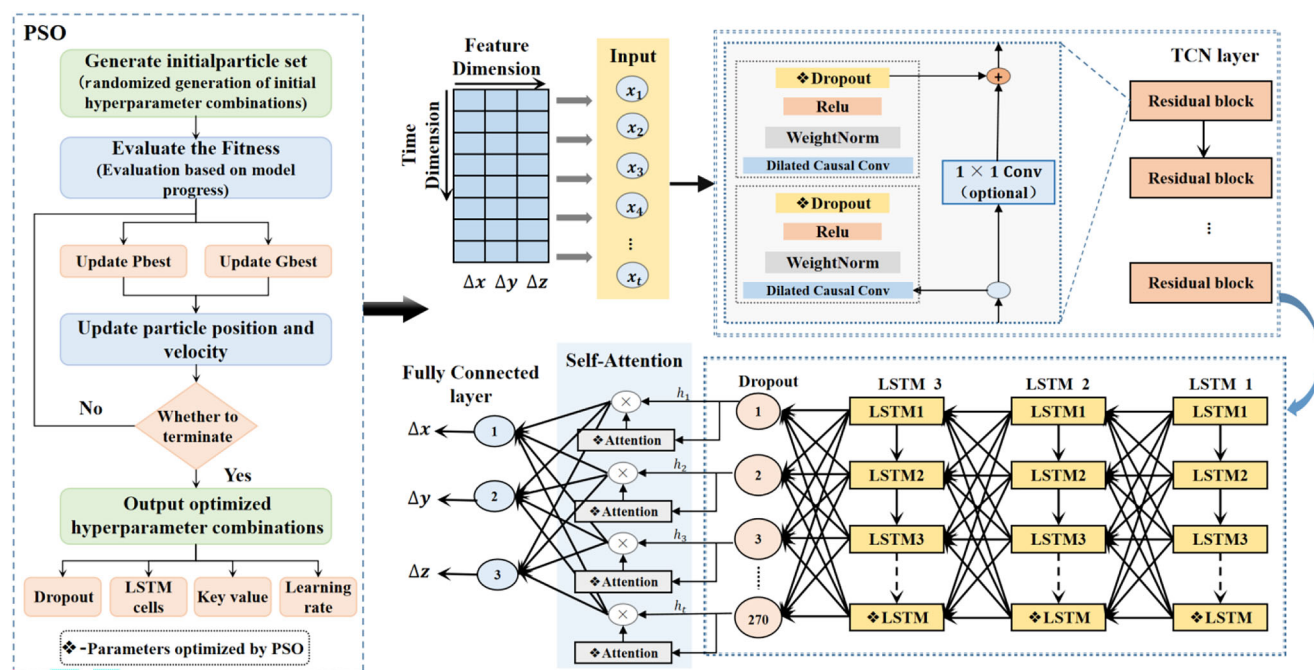 PSO
Generate initialparticle set
（randomized generation of initial
hyperparameter combinations）
Evaluate the Fitness
(Evaluation based on model
progress)
Update Pbest
Update Gbest
Update particle position and
velocity
No
Whether to
terminate
Yes
Output optimized
hyperparameter combinations
Dropout
LSTM
cells
Key value
Learning
rate
❖-Parameters optimized by PSO
Feature
Dimension
Time
Dimension
Δx Δy Δz
Input
x₁
x₂
x₃
x₄
⋮
xₜ
❖Dropout
Relu
WeightNorm
Dilated Causal Conv
❖Dropout
Relu
WeightNorm
Dilated Causal Conv
+
1 × 1 Conv
（optional）
TCN layer
Residual block
Residual block
⋮
Residual block
Fully Connected
layer
Δx
Δy
Δz
1
2
3
Self-Attention
×
❖Attention
×
❖Attention
×
❖Attention
×
❖Attention
h₁
h₂
h₃
hₜ
Dropout
1
2
3
270
LSTM_3
LSTM1
LSTM2
LSTM3
❖LSTM
LSTM_2
LSTM1
LSTM2
LSTM3
❖LSTM
LSTM_1
LSTM1
LSTM2
LSTM3
❖LSTM